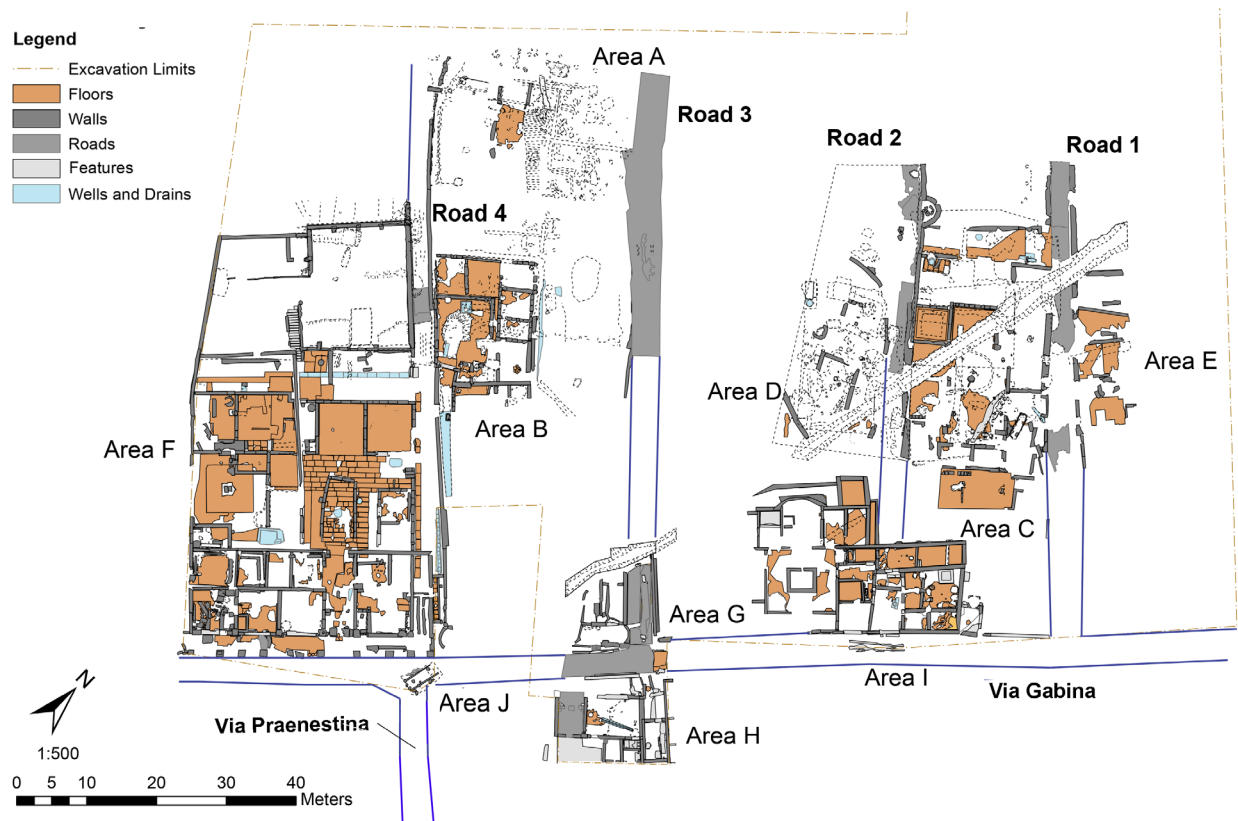 Legend
Excavation Limits
Floors
Walls
Roads
Features
Wells and Drains
Area A
Road 3
Road 2
Road 1
Road 4
Area E
Area D
Area B
Area F
Area C
Area G
Area I
Via Gabina
Area J
Via Praenestina
Area H
N
1:500
0 5 10 20 30 40
Meters